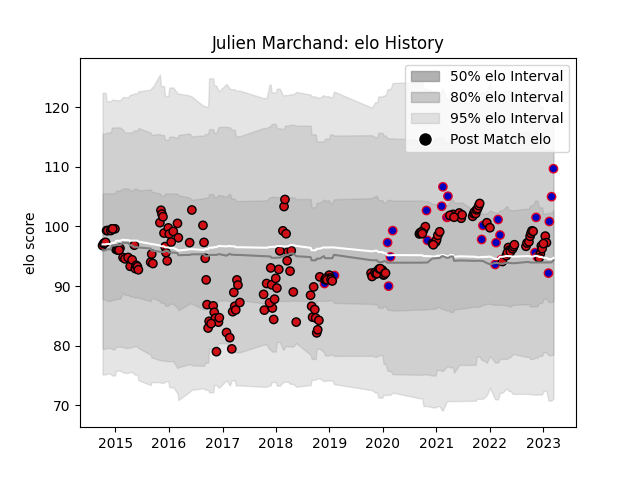 Julien Marchand: elo History
50% elo Interval
80% elo Interval
95% elo Interval
Post Match elo
elo score
120
110
100
90
80
70
2015 2016 2017 2018 2019 2020 2021 2022 2023